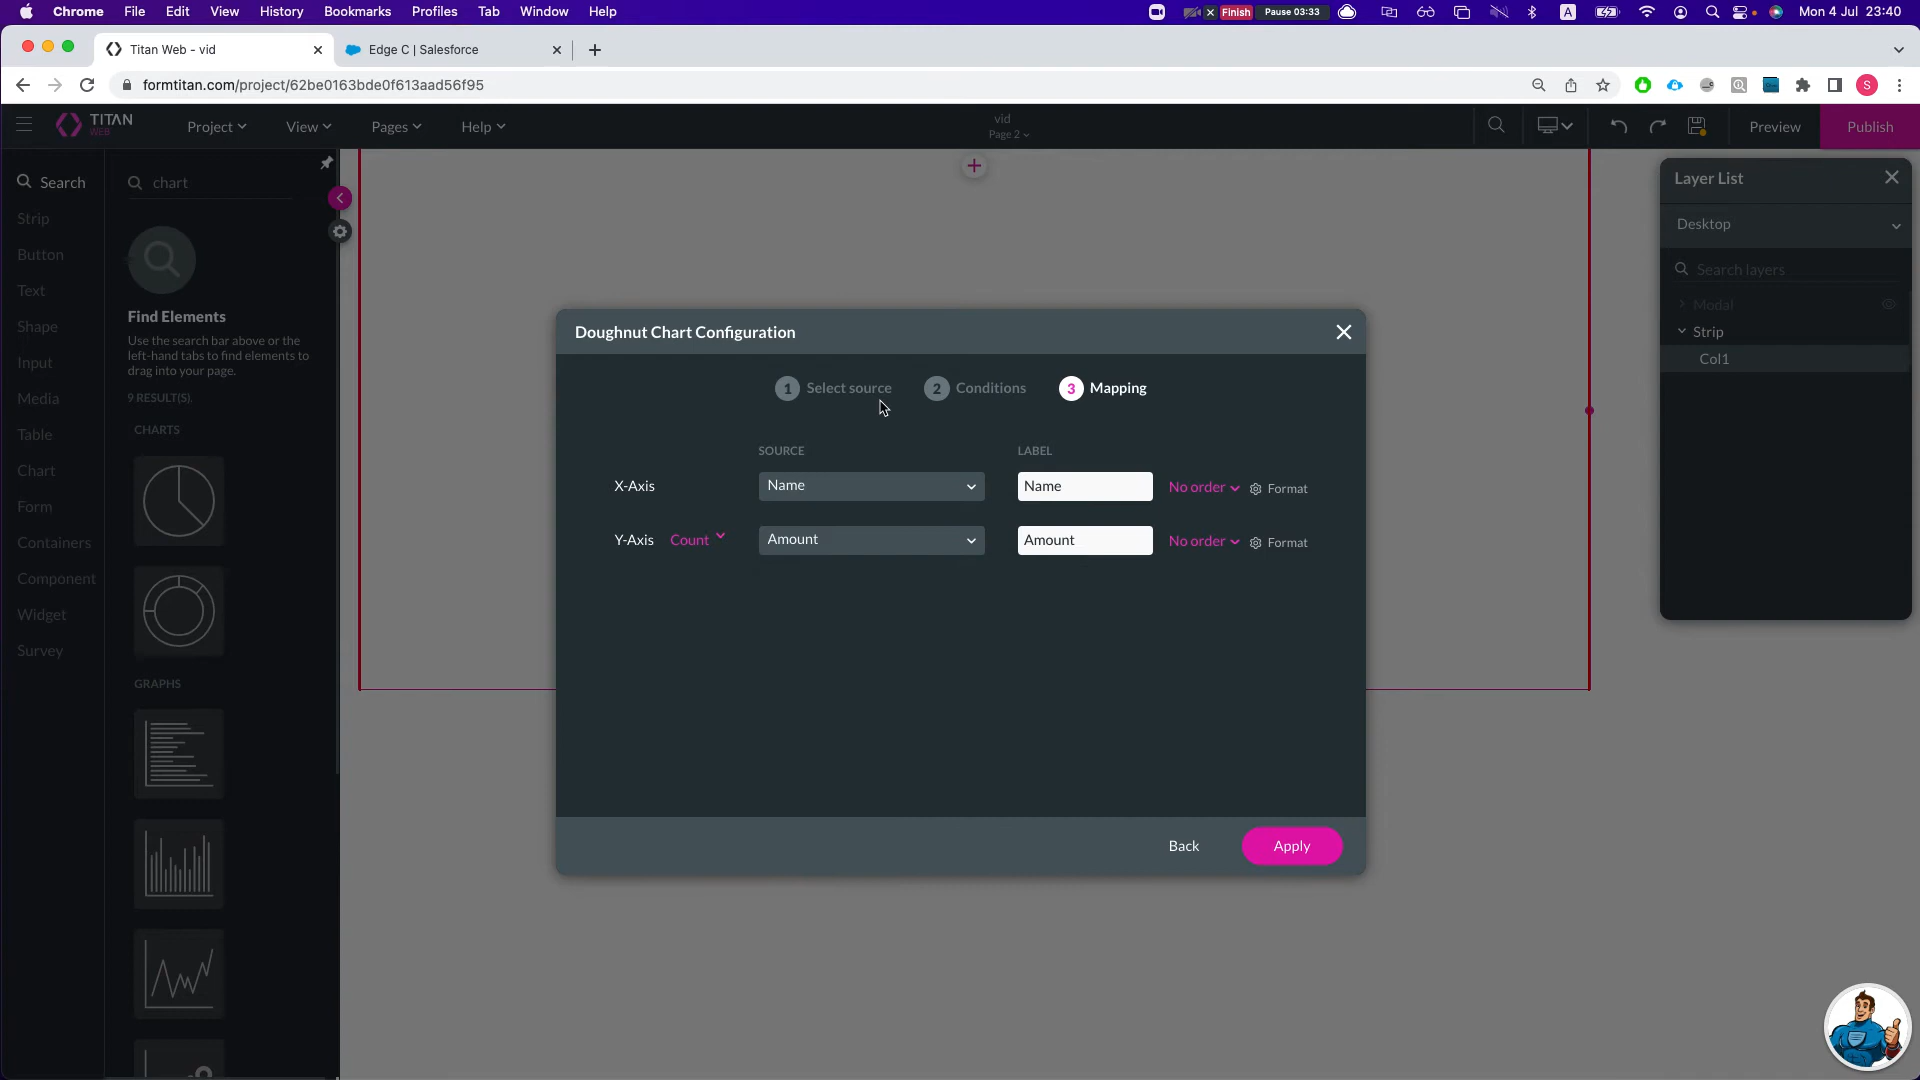 Chrome File Edit View History Bookmarks Profiles Tab Window Help Finish Pause 03:33 A Mon 4 Jul 23:40
Titan Web - vid
Edge C | Salesforce
formtitan.com/project/62be0163bde0f613aad56f95
S
TITAN
WEB
Project
View
Pages
Help
vid
Page 2
Preview
Publish
Search
Strip
Button
Text
Shape
Input
Media
Table
Chart
Form
Containers
Component
Widget
Survey
chart
Find Elements
Use the search bar above or the
left-hand tabs to find elements to
drag into your page.
9 RESULT(S).
CHARTS
GRAPHS
Doughnut Chart Configuration
1 Select source
2 Conditions
3 Mapping
SOURCE
LABEL
X-Axis
Name
Name
No order
Format
Y-Axis
Count
Amount
Amount
No order
Format
Back
Apply
Layer List
Desktop
Search layers
Modal
Strip
Col1